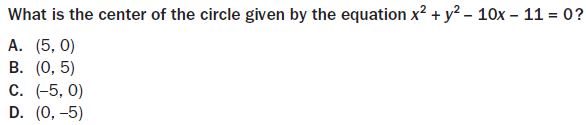 What is the center of the circle given by the equation x² + y² – 10x – 11 = 0?
A. (5, 0)
B. (0, 5)
C. (–5, 0)
D. (0, –5)